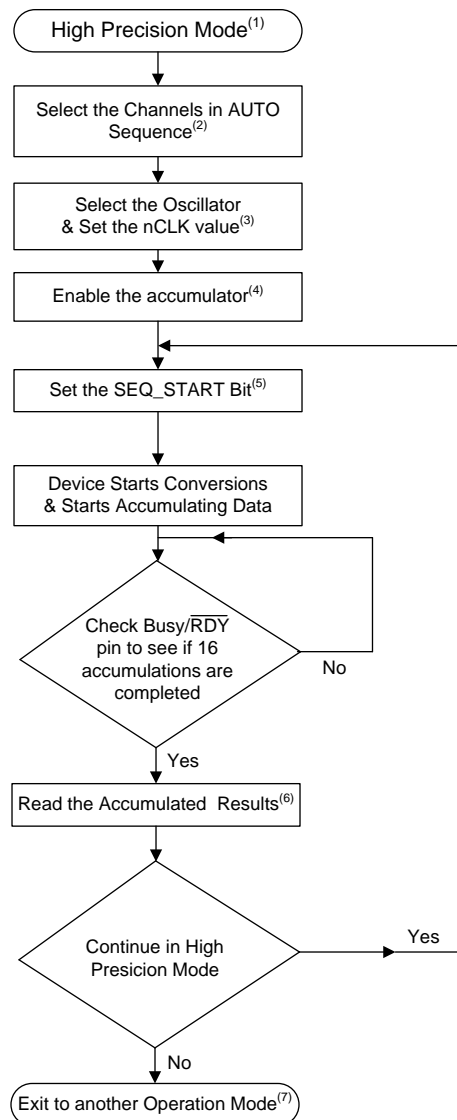 High Precision Mode(1)
Select the Channels in AUTO
Sequence(2)
Select the Oscillator
& Set the nCLK value(3)
Enable the accumulator(4)
Set the SEQ_START Bit(5)
Device Starts Conversions
& Starts Accumulating Data
Check Busy/RDY
pin to see if 16
accumulations are
completed
No
Yes
Read the Accumulated Results(6)
Continue in High
Presicion Mode
Yes
No
Exit to another Operation Mode(7)